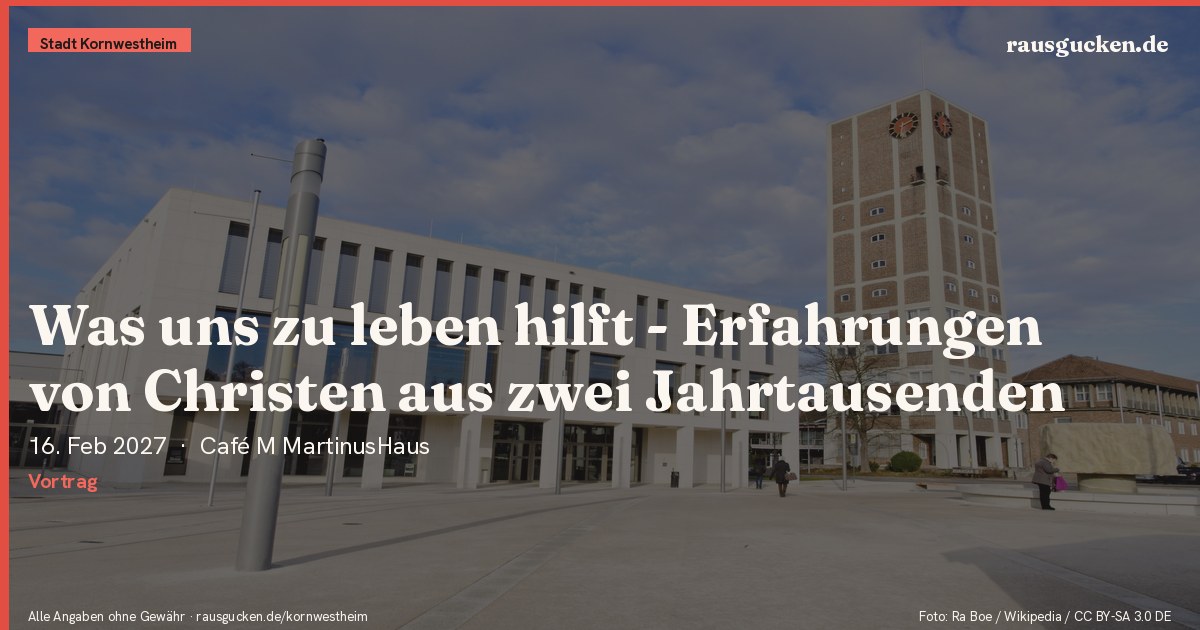 Stadt Kornwestheim
rausgucken.de
Was uns zu leben hilft - Erfahrungen
von Christen aus zwei Jahrtausenden
16. Feb 2027 · Café M MartinusHaus
Vortrag
Alle Angaben ohne Gewähr · rausgucken.de/kornwestheim
Foto: Ra Boe / Wikipedia / CC BY-SA 3.0 DE